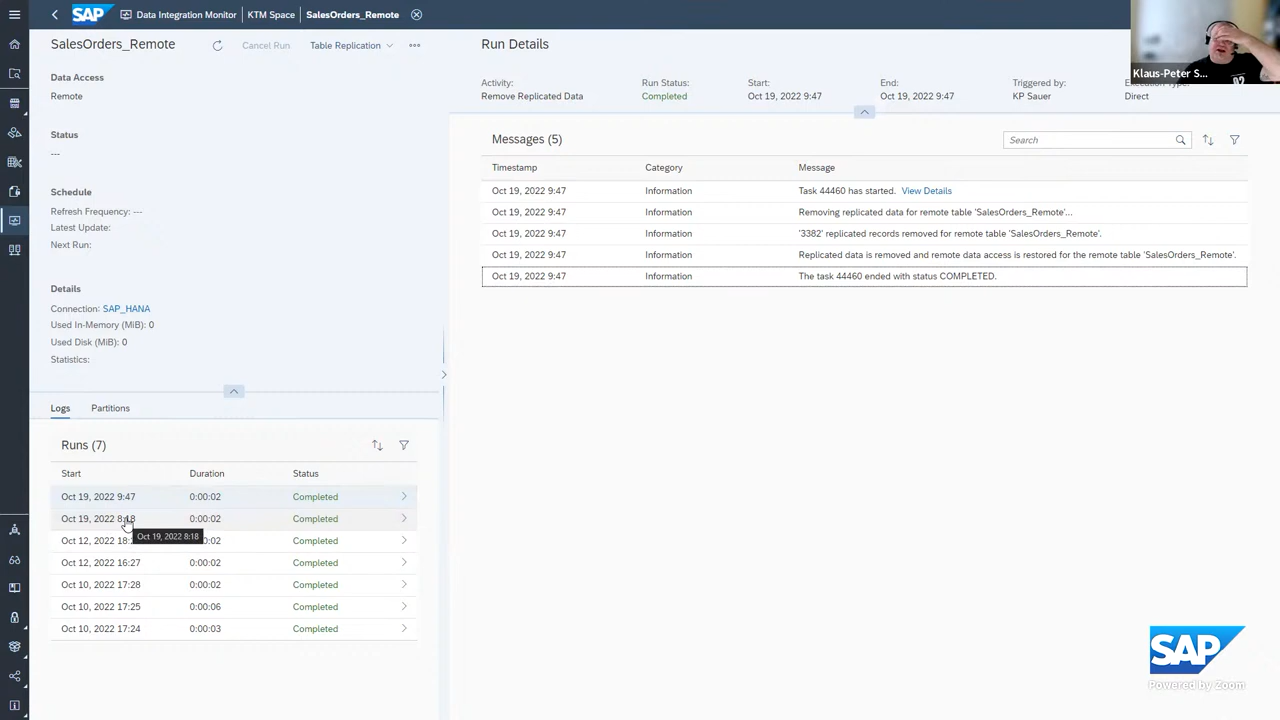 SAP Data Integration Monitor KTM Space SalesOrders_Remote
SalesOrders_Remote Cancel Run Table Replication
Data Access
Remote
Status
---
Schedule
Refresh Frequency: ---
Latest Update:
Next Run:
Details
Connection: SAP_HANA
Used In-Memory (MiB): 0
Used Disk (MiB): 0
Statistics:
Logs Partitions
Runs (7)
Start Duration Status
Oct 19, 2022 9:47 0:00:02 Completed
Oct 19, 2022 8:18 0:00:02 Completed
Oct 19, 2022 8:18
Oct 12, 2022 Completed
Oct 12, 2022 16:27 0:00:02 Completed
Oct 10, 2022 17:28 0:00:02 Completed
Oct 10, 2022 17:25 0:00:06 Completed
Oct 10, 2022 17:24 0:00:03 Completed
Run Details
Activity: Run Status: Start: End: Triggered by:
Remove Replicated Data Completed Oct 19, 2022 9:47 Oct 19, 2022 9:47 KP Sauer Direct
Messages (5) Search
Timestamp Category Message
Oct 19, 2022 9:47 Information Task 44460 has started. View Details
Oct 19, 2022 9:47 Information Removing replicated data for remote table 'SalesOrders_Remote'...
Oct 19, 2022 9:47 Information '3382' replicated records removed for remote table 'SalesOrders_Remote'.
Oct 19, 2022 9:47 Information Replicated data is removed and remote data access is restored for the remote table 'SalesOrders_Remote'.
Oct 19, 2022 9:47 Information The task 44460 ended with status COMPLETED.
Klaus-Peter S...
SAP
Powered by Zoom